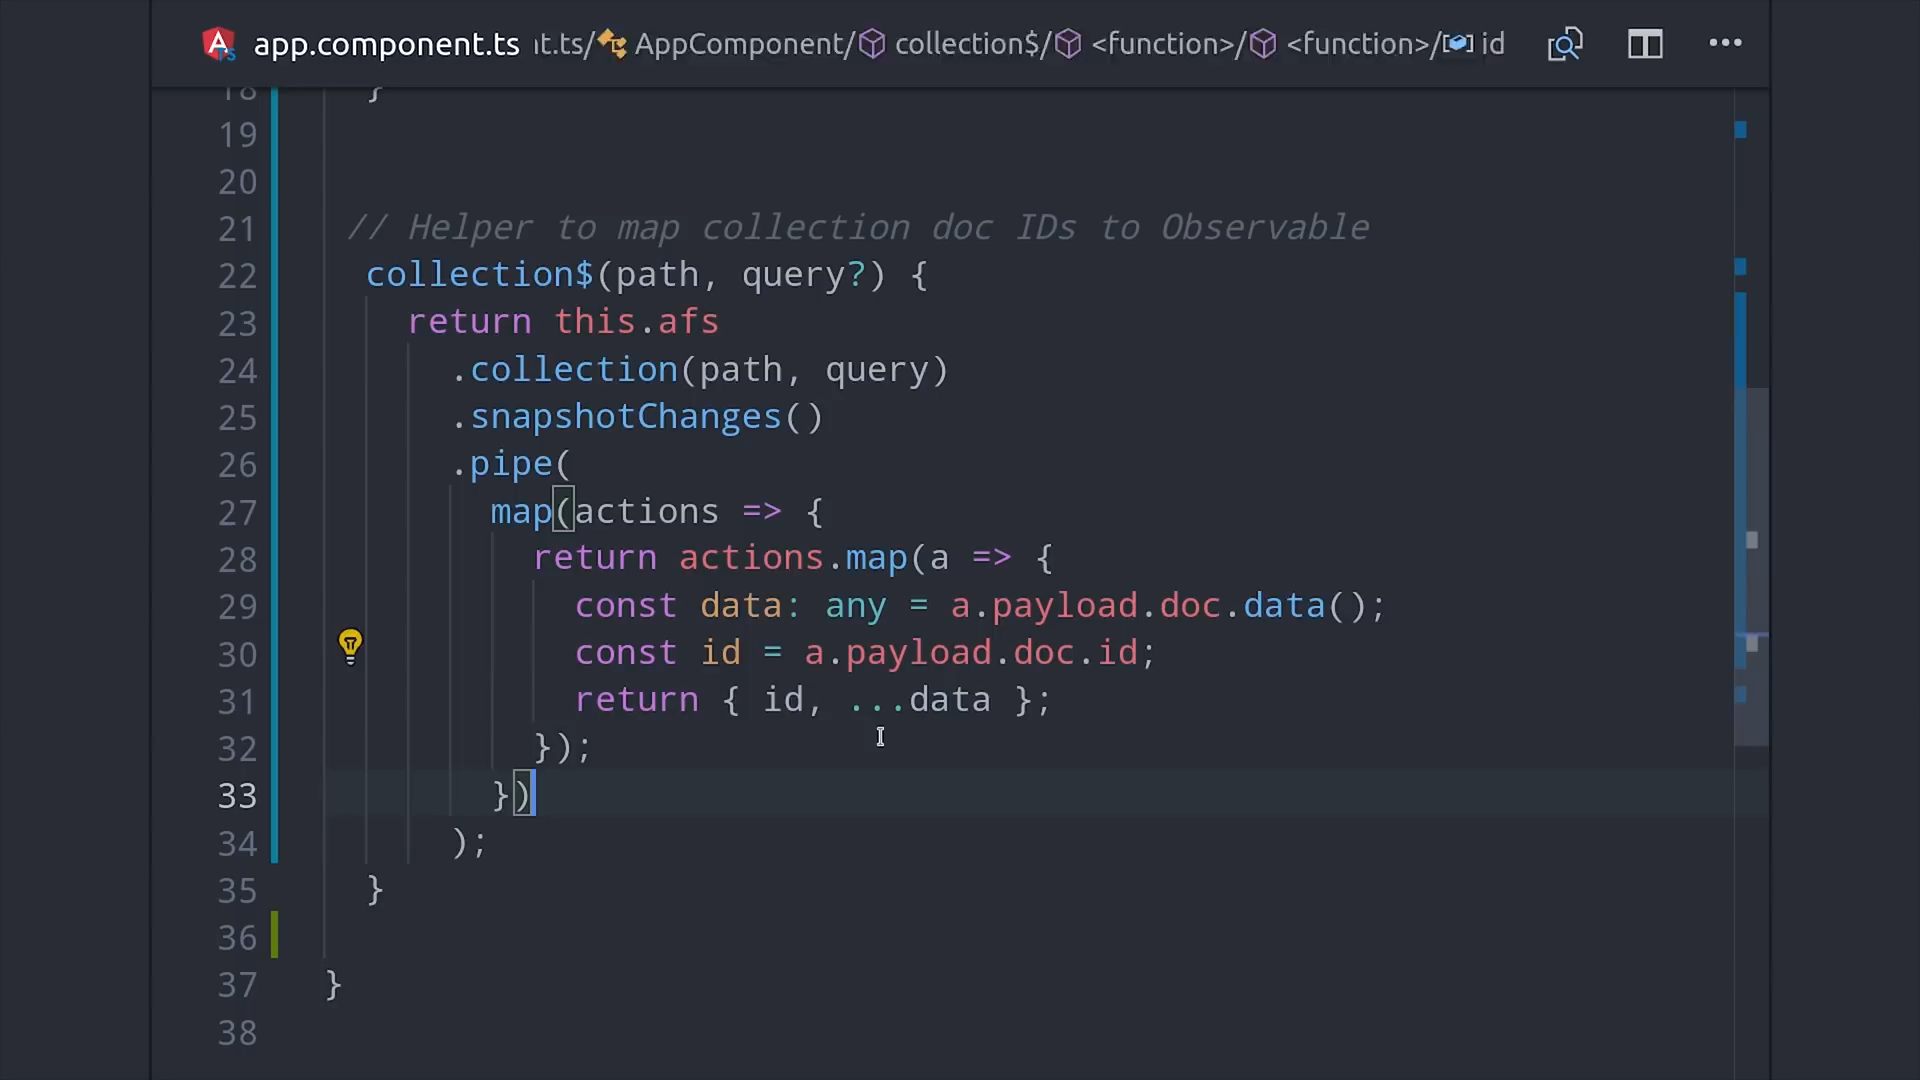 app.component.ts nt.ts/ AppComponent/ collection$/ <function>/ <function>/ id
18 }
19
20
21 // Helper to map collection doc IDs to Observable
22 collection$(path, query?) {
23 return this.afs
24 .collection(path, query)
25 .snapshotChanges()
26 .pipe(
27 map(actions => {
28 return actions.map(a => {
29 const data: any = a.payload.doc.data();
30 const id = a.payload.doc.id;
31 return { id, ...data };
32 });
33 })
34 );
35 }
36
37 }
38